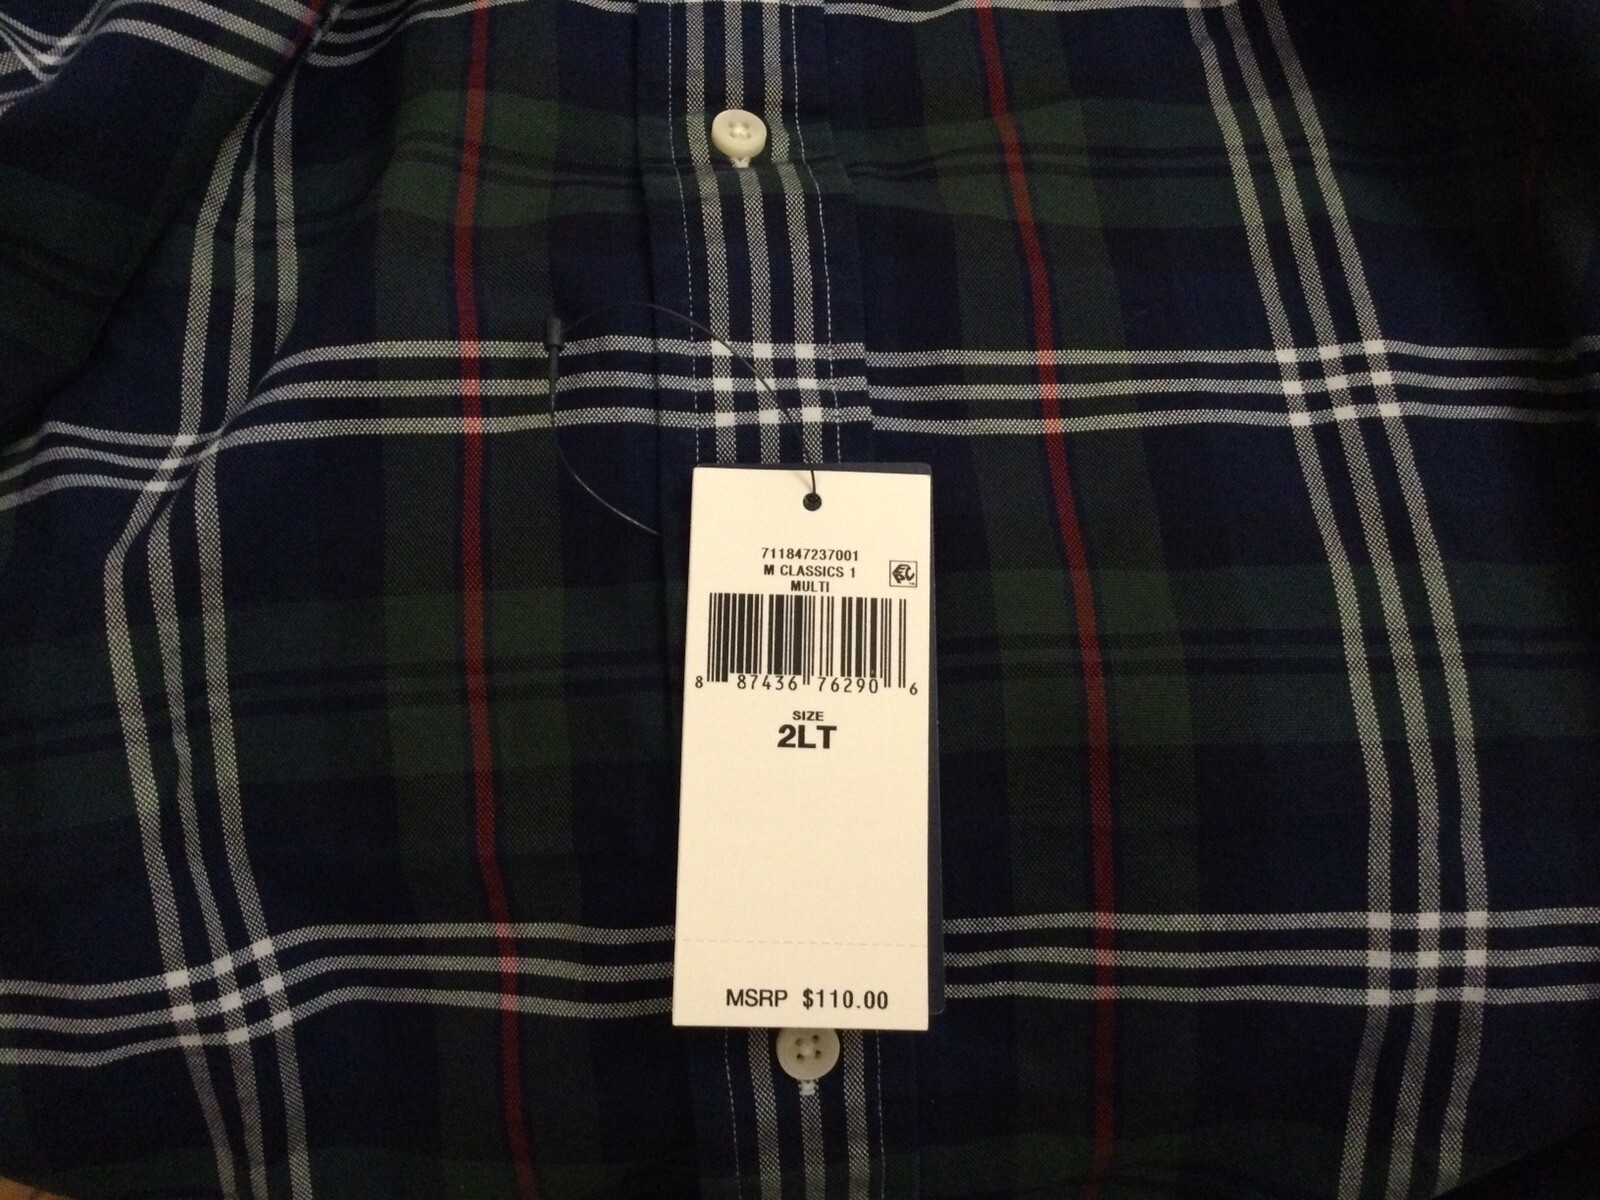 711847237001
M CLASSICS 1
MULTI
8 87436 76290 6
SIZE
2LT
MSRP $110.00